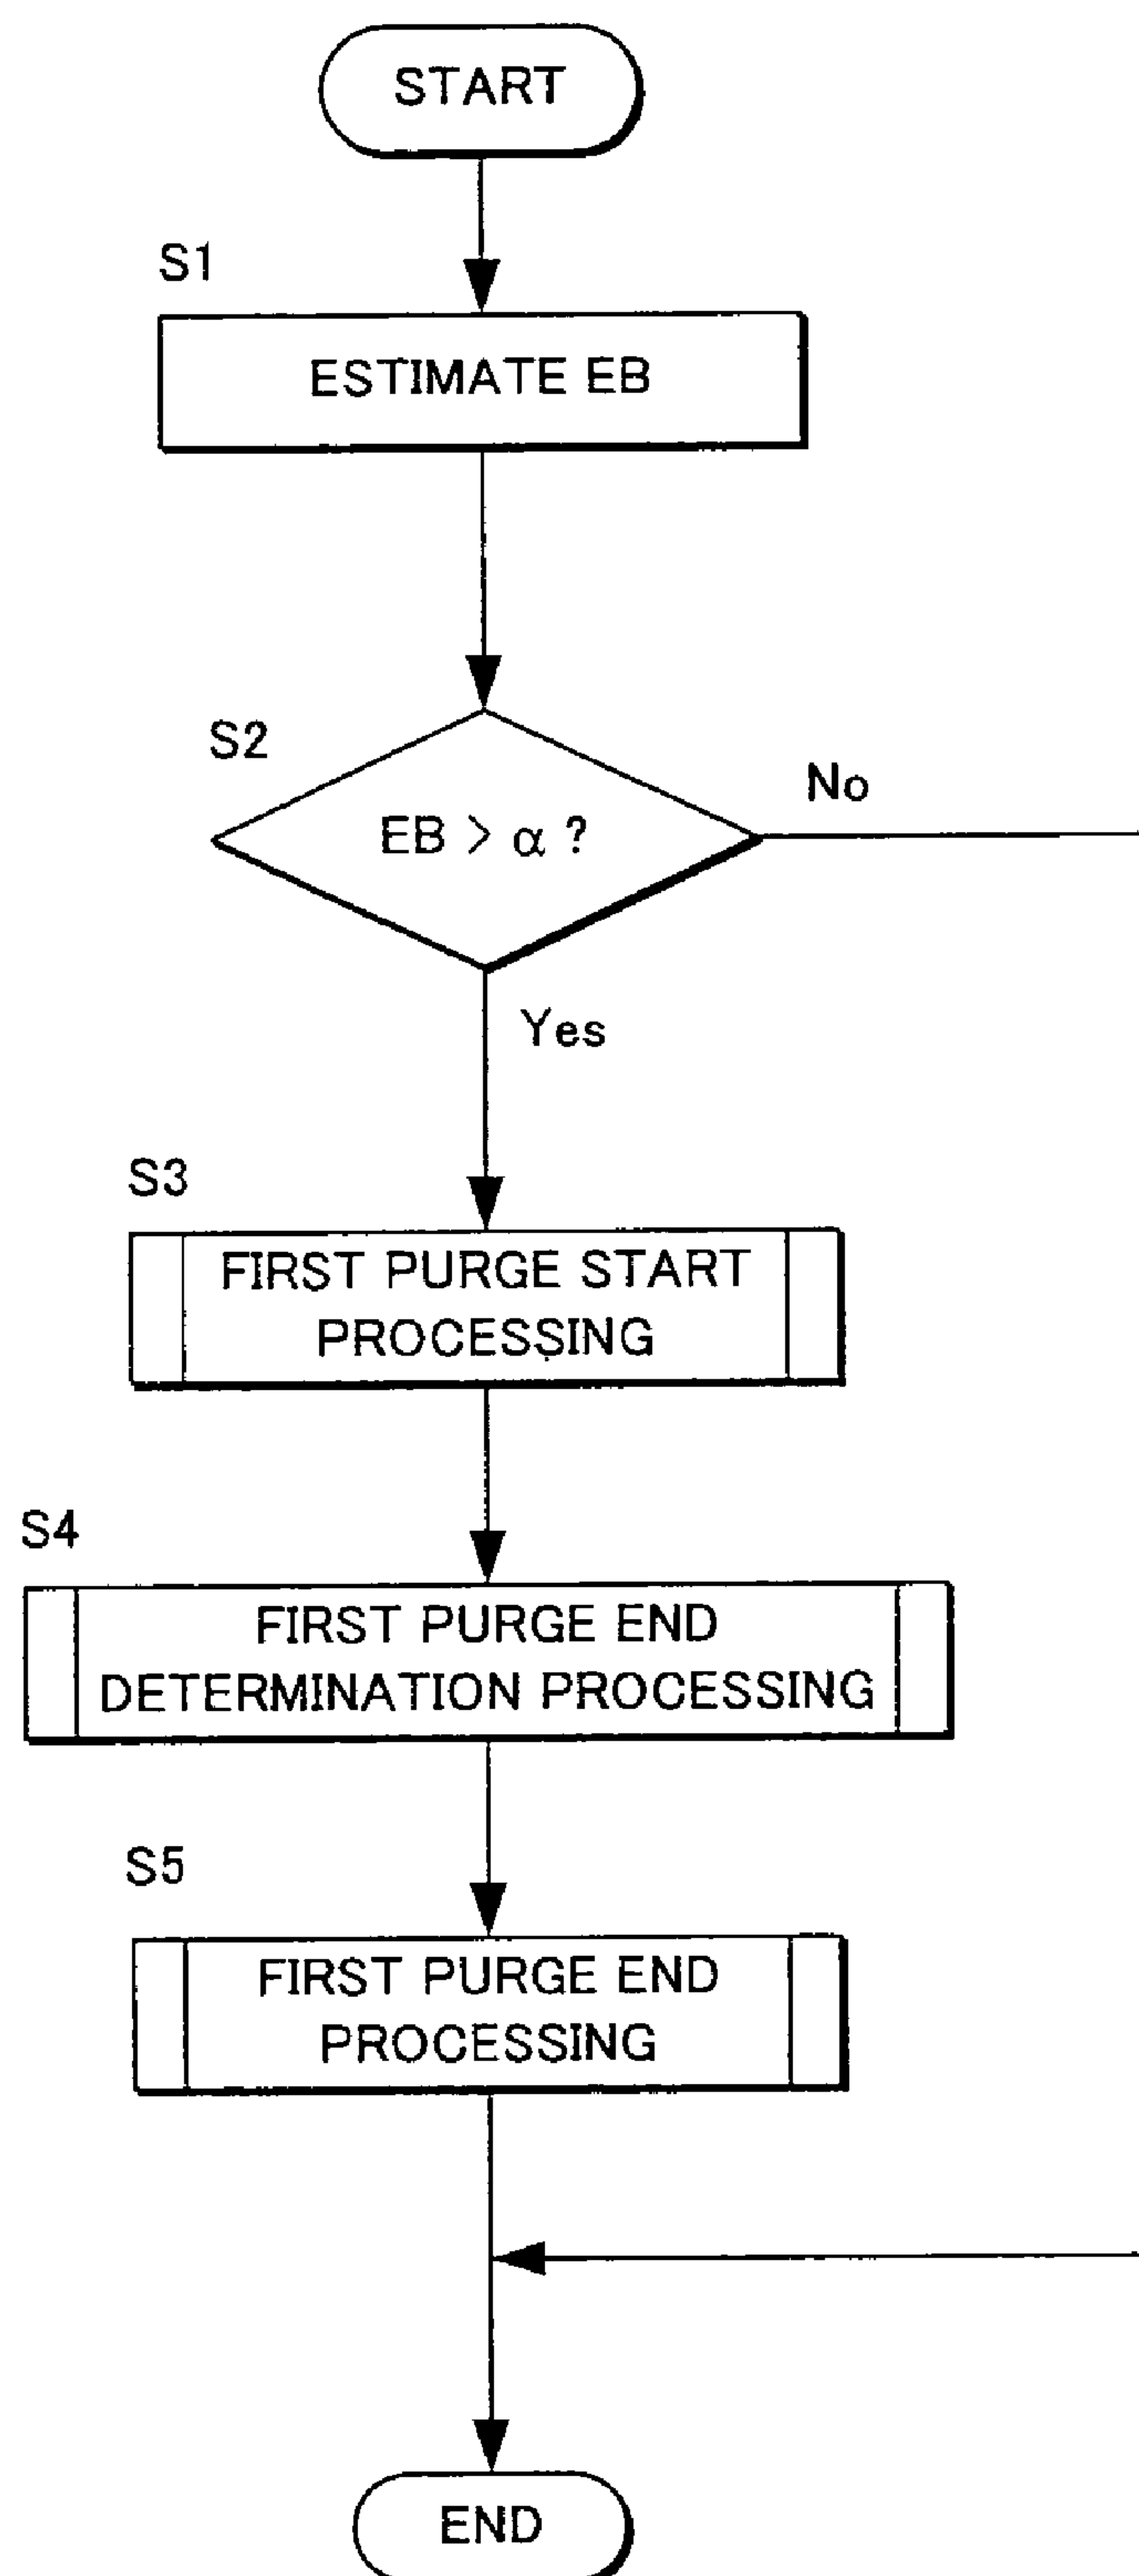 START
S1
ESTIMATE EB
S2
EB > α ?
No
Yes
S3
FIRST PURGE START
PROCESSING
S4
FIRST PURGE END
DETERMINATION PROCESSING
S5
FIRST PURGE END
PROCESSING
END